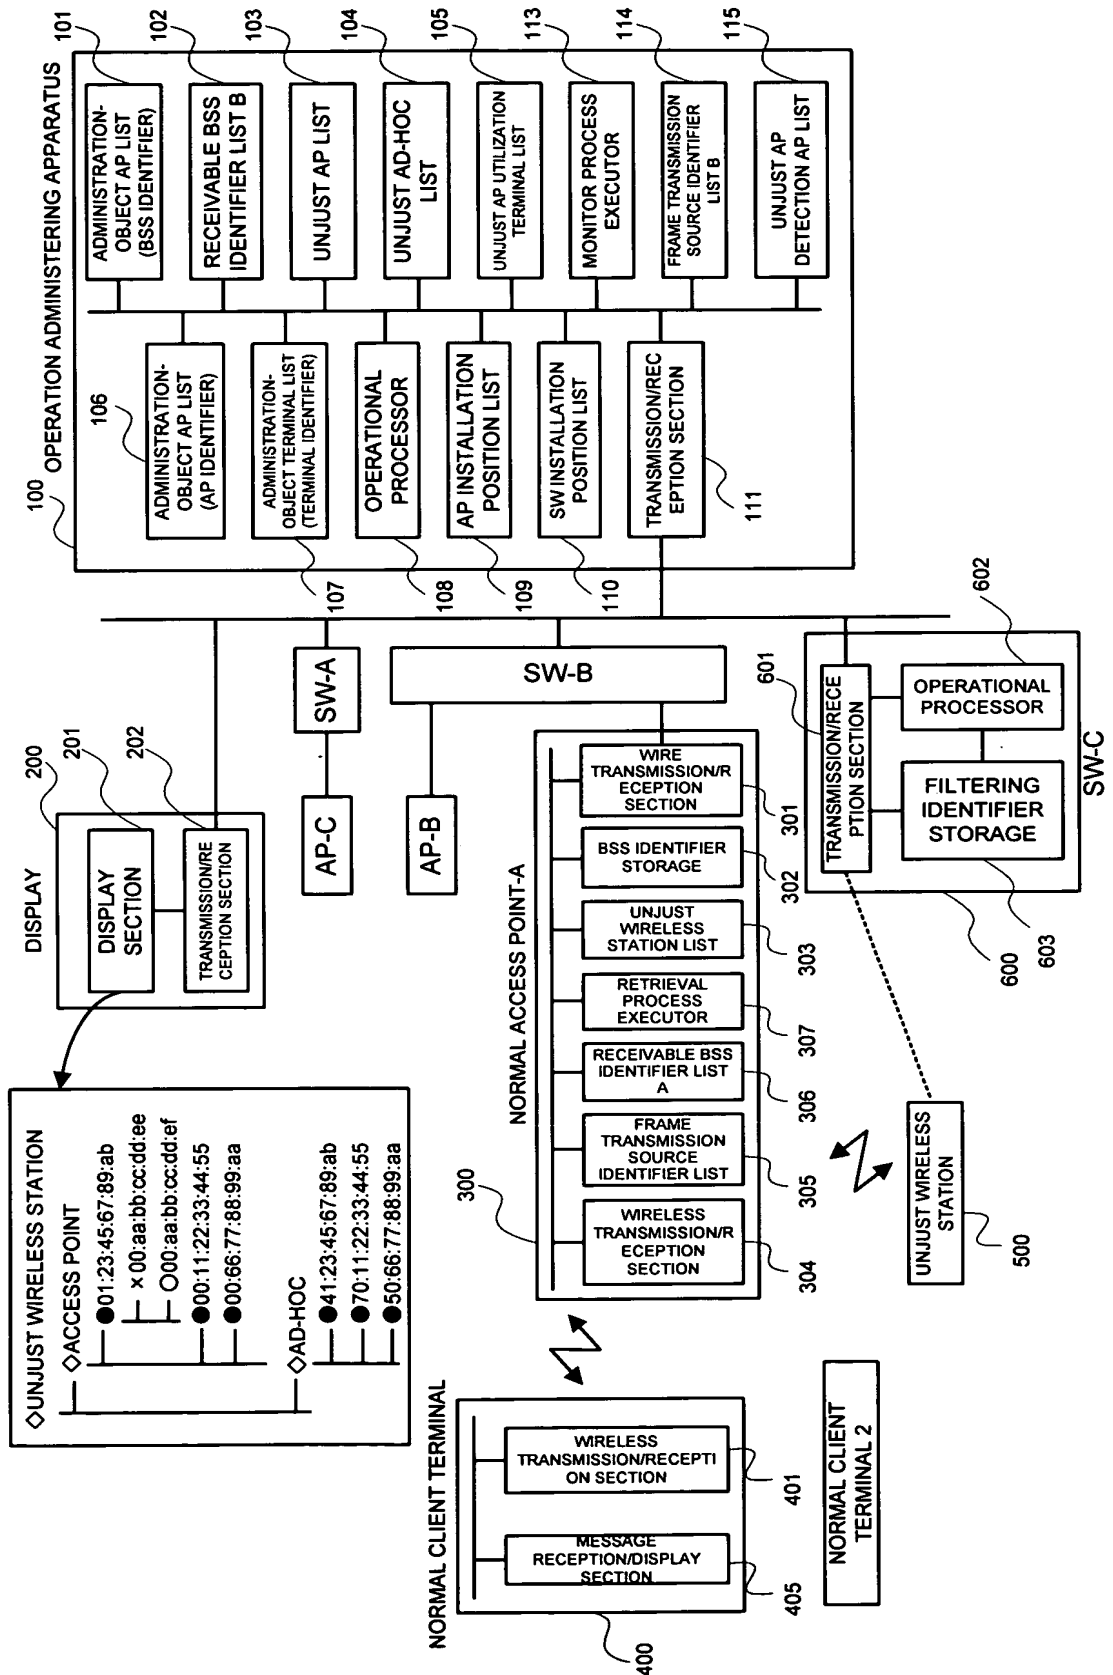 OPERATION ADMINISTERING APPARATUS
100
106
ADMINISTRATION-
OBJECT AP LIST
(AP IDENTIFIER)
ADMINISTRATION-
OBJECT TERMINAL LIST
(TERMINAL IDENTIFIER)
107
OPERATIONAL
PROCESSOR
108
AP INSTALLATION
POSITION LIST
109
SW INSTALLATION
POSITION LIST
110
TRANSMISSION/REC
EPTION SECTION
111
ADMINISTRATION-
OBJECT AP LIST
(BSS IDENTIFIER)
101
RECEIVABLE BSS
IDENTIFIER LIST B
102
UNJUST AP LIST
103
UNJUST AD-HOC
LIST
104
UNJUST AP UTILIZATION
TERMINAL LIST
105
MONITOR PROCESS
EXECUTOR
113
FRAME TRANSMISSION
SOURCE IDENTIFIER
LIST B
114
UNJUST AP
DETECTION AP LIST
115
DISPLAY
200
DISPLAY
SECTION
201
TRANSMISSION/RE
CEPTION SECTION
202
SW-A
AP-C
SW-B
AP-B
◇UNJUST WIRELESS STATION
◇ACCESS POINT
●01:23:45:67:89:ab
x 00:aa:bb:cc:dd:ee
○00:aa:bb:cc:dd:ef
●00:11:22:33:44:55
●00:66:77:88:99:aa
◇AD-HOC
●41:23:45:67:89:ab
●70:11:22:33:44:55
●50:66:77:88:99:aa
NORMAL ACCESS POINT-A
300
WIRE
TRANSMISSION/R
ECEPTION
SECTION
301
BSS IDENTIFIER
STORAGE
302
UNJUST
WIRELESS
STATION LIST
303
RETRIEVAL
PROCESS
EXECUTOR
307
RECEIVABLE BSS
IDENTIFIER LIST
A
306
FRAME
TRANSMISSION
SOURCE
IDENTIFIER LIST
305
WIRELESS
TRANSMISSION/R
ECEPTION
SECTION
304
601
TRANSMISSION/RECE
PTION SECTION
OPERATIONAL
PROCESSOR
602
FILTERING
IDENTIFIER
STORAGE
603
600
SW-C
UNJUST WIRELESS
STATION
500
NORMAL CLIENT TERMINAL
WIRELESS
TRANSMISSION/RECEPTI
ON SECTION
401
MESSAGE
RECEPTION/DISPLAY
SECTION
405
400
NORMAL CLIENT
TERMINAL 2